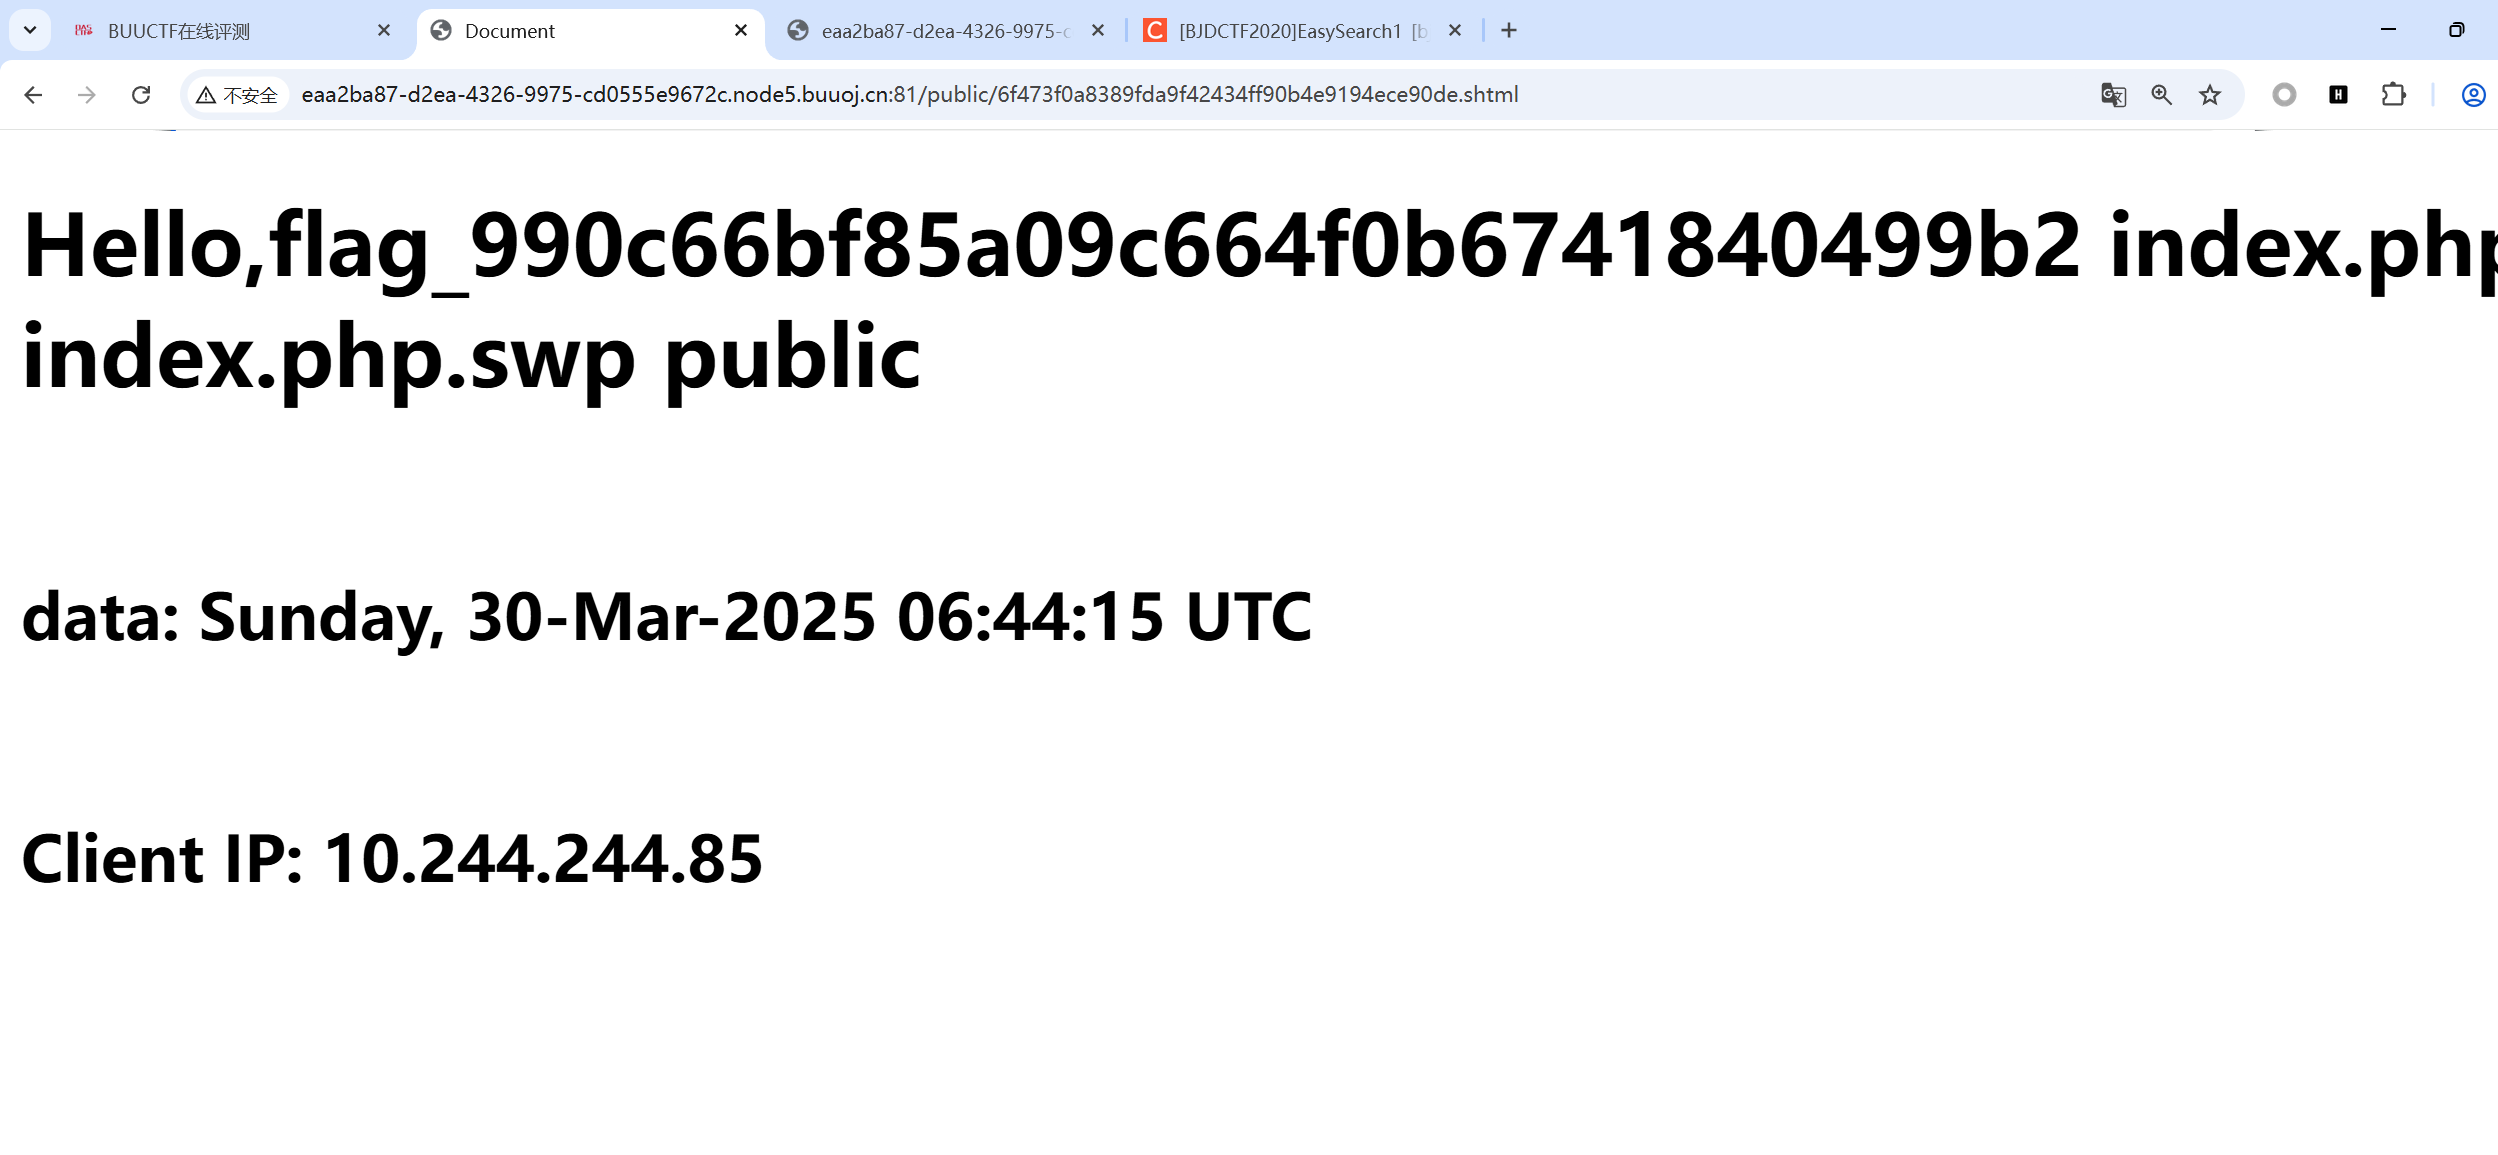 BUUCTF在线评测
Document
eaa2ba87-d2ea-4326-9975-c
[BJDCTF2020]EasySearch1 [b
不安全
eaa2ba87-d2ea-4326-9975-cd0555e9672c.node5.buuoj.cn:81/public/6f473f0a8389fda9f42434ff90b4e9194ece90de.shtml
Hello,flag_990c66bf85a09c664f0b6741840499b2 index.php
index.php.swp public
data: Sunday, 30-Mar-2025 06:44:15 UTC
Client IP: 10.244.244.85